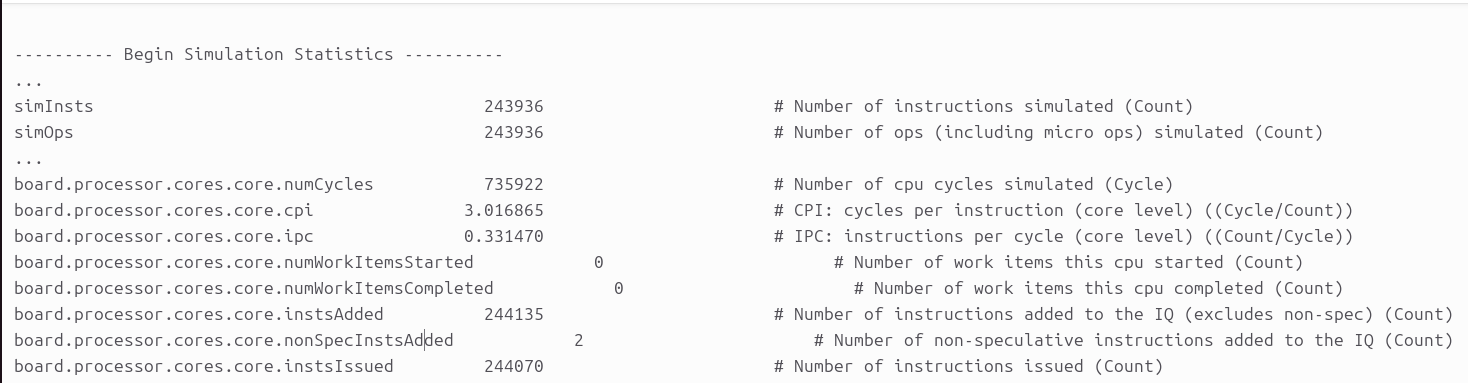 ---------- Begin Simulation Statistics ----------
...
simInsts 243936 # Number of instructions simulated (Count)
simOps 243936 # Number of ops (including micro ops) simulated (Count)
...
board.processor.cores.core.numCycles 735922 # Number of cpu cycles simulated (Cycle)
board.processor.cores.core.cpi 3.016865 # CPI: cycles per instruction (core level) ((Cycle/Count))
board.processor.cores.core.ipc 0.331470 # IPC: instructions per cycle (core level) ((Count/Cycle))
board.processor.cores.core.numWorkItemsStarted 0 # Number of work items this cpu started (Count)
board.processor.cores.core.numWorkItemsCompleted 0 # Number of work items this cpu completed (Count)
board.processor.cores.core.instsAdded 244135 # Number of instructions added to the IQ (excludes non-spec) (Count)
board.processor.cores.core.nonSpecInstsAdded 2 # Number of non-speculative instructions added to the IQ (Count)
board.processor.cores.core.instsIssued 244070 # Number of instructions issued (Count)